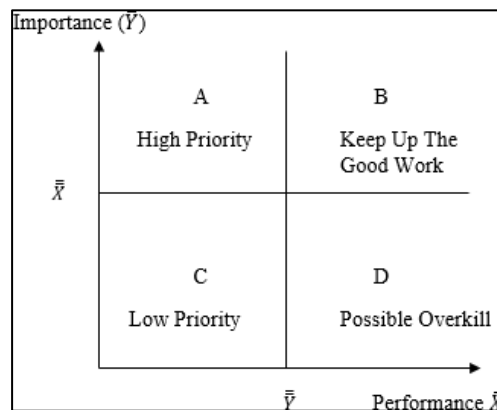 Importance (Ȳ)
A
B
High Priority
Keep Up The
Good Work
X̿
C
D
Low Priority
Possible Overkill
Y̿
Performance X̄